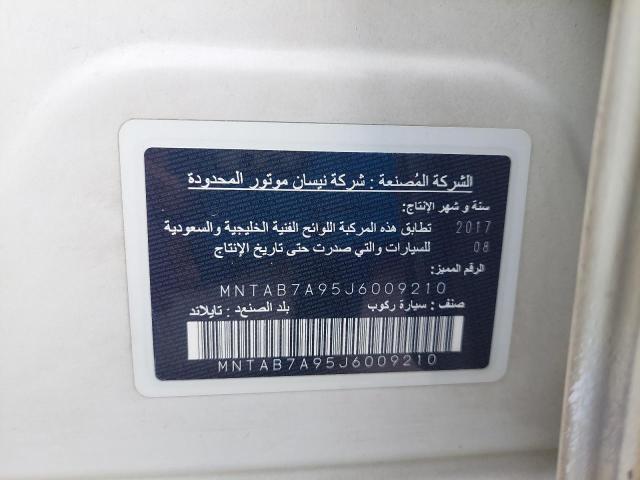 الشركة المُصنعة : شركة نيسان موتور المحدودة
سنة و شهر الإنتاج:
2017 تطابق هذه المركبة اللوائح الفنية الخليجية والسعودية
08 للسيارات والتي صدرت حتى تاريخ الإنتاج
الرقم المميز:
MNTAB7A95J6009210
صنف : سيارة ركوب بلد الصنع : تايلاند
MNTAB7A95J6009210